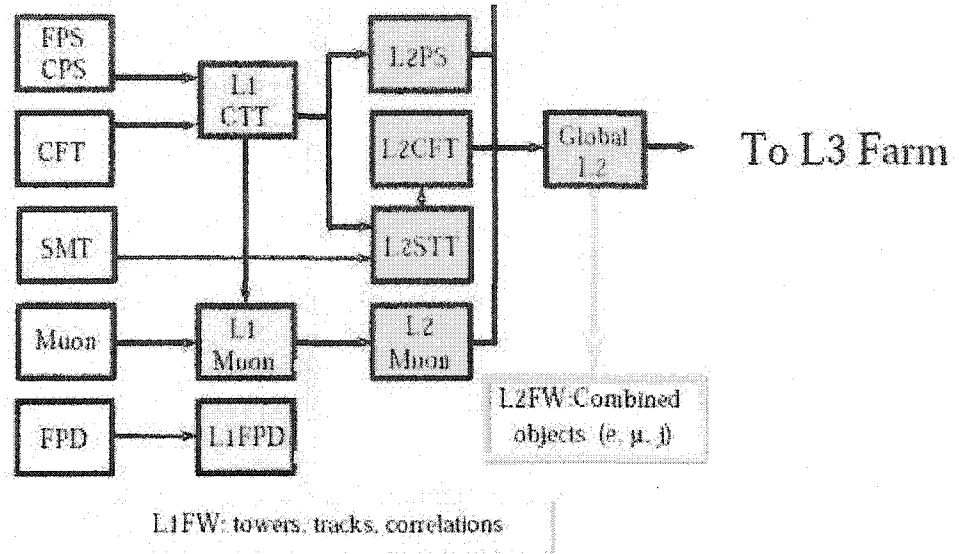 FPS
CPS
L1
CTT
L2PS
CFT
L2CFT
Global
L2
To L3 Farm
SMT
L2STT
Muon
L1
Muon
L2
Muon
FPD
L1FPD
L2FW:Combined
objects (e, μ, j)
L1FW: towers, tracks, correlations